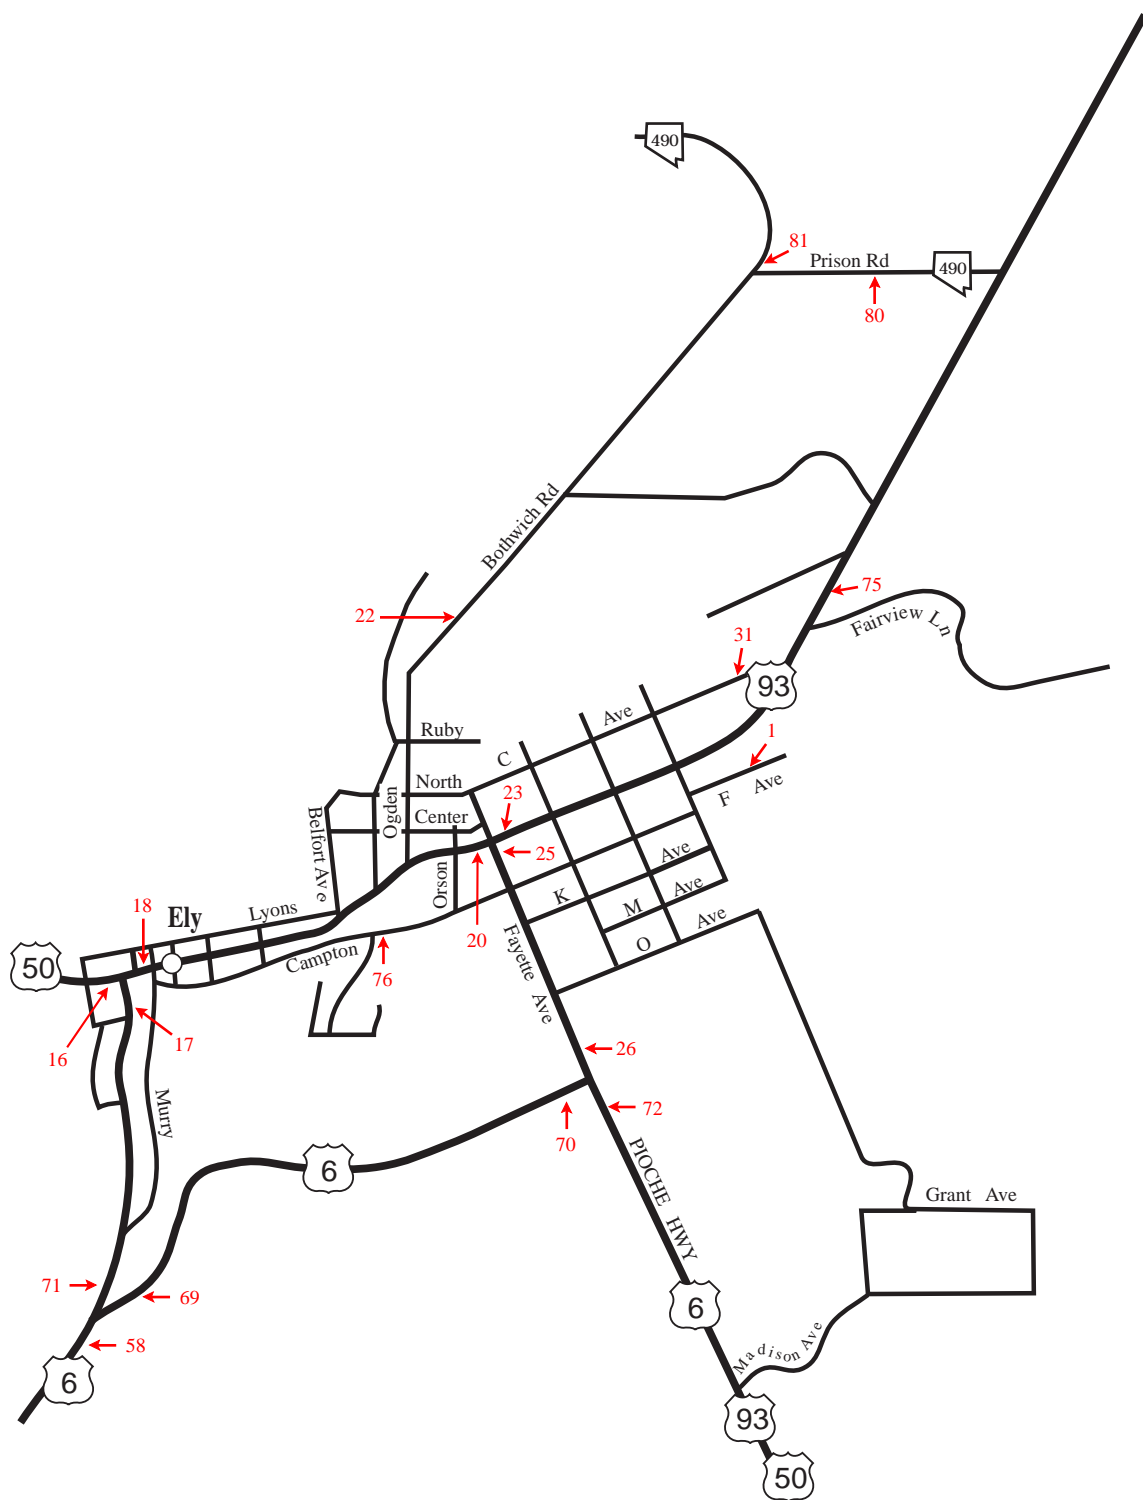 490
81
Prison Rd
490
80
Bothwich Rd
75
22
Fairview Ln
31
93
Ave
1
Ruby
C
North
F Ave
23
Ogden
Center
Belfort Ave
25
Ave
Orson
K
M
Ave
18
Ely
Lyons
O
Ave
20
Fayette Ave
50
Campton
76
16
17
26
Murry
72
70
PIOCHE HWY
6
Grant Ave
71
69
6
58
Madison Ave
6
93
50